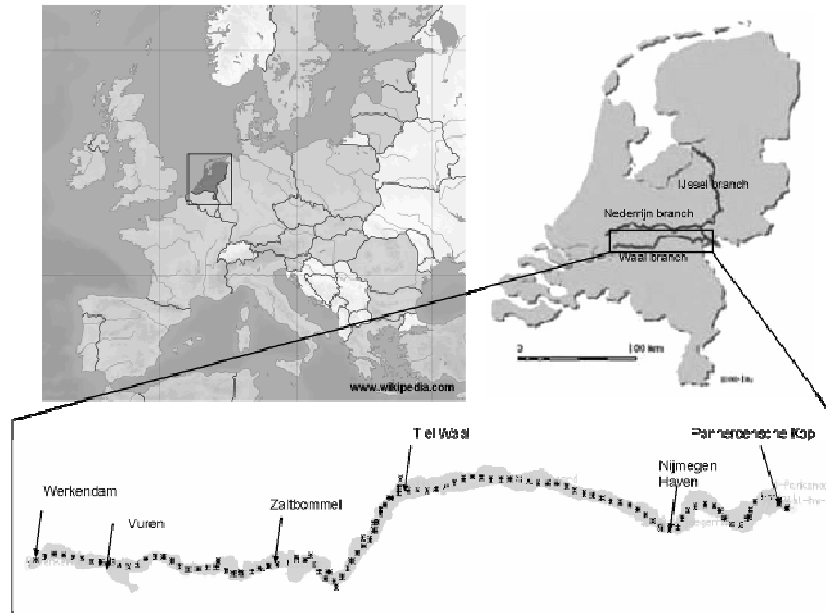 www.wikipedia.com
IJssel branch
Nederrijn branch
Waal branch
0 100 km
Tiel Waal
Pannerdensche Kop
Nijmegen
Haven
Werkendam
Zaltbommel
Vuren